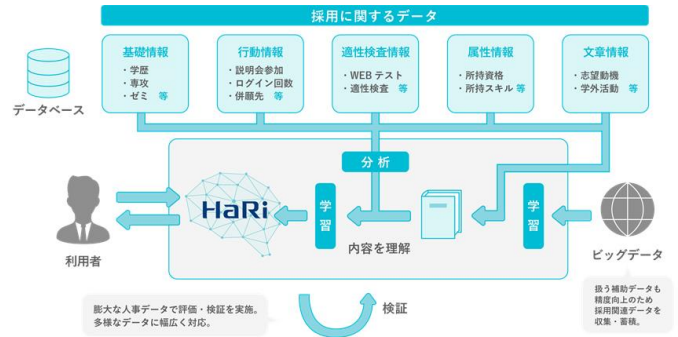 採用に関するデータ
データベース
基礎情報
・学歴
・専攻
・ゼミ 等
行動情報
・説明会参加
・ログイン回数
・併願先 等
適性検査情報
・WEBテスト
・適性検査 等
属性情報
・所持資格
・所持スキル 等
文章情報
・志望動機
・学外活動 等
分析
利用者
HaRi
学習
内容を理解
学習
ビッグデータ
膨大な人事データで評価・検証を実施。
多様なデータに幅広く対応。
検証
扱う補助データも
精度向上のため
採用関連データを
収集・蓄積。